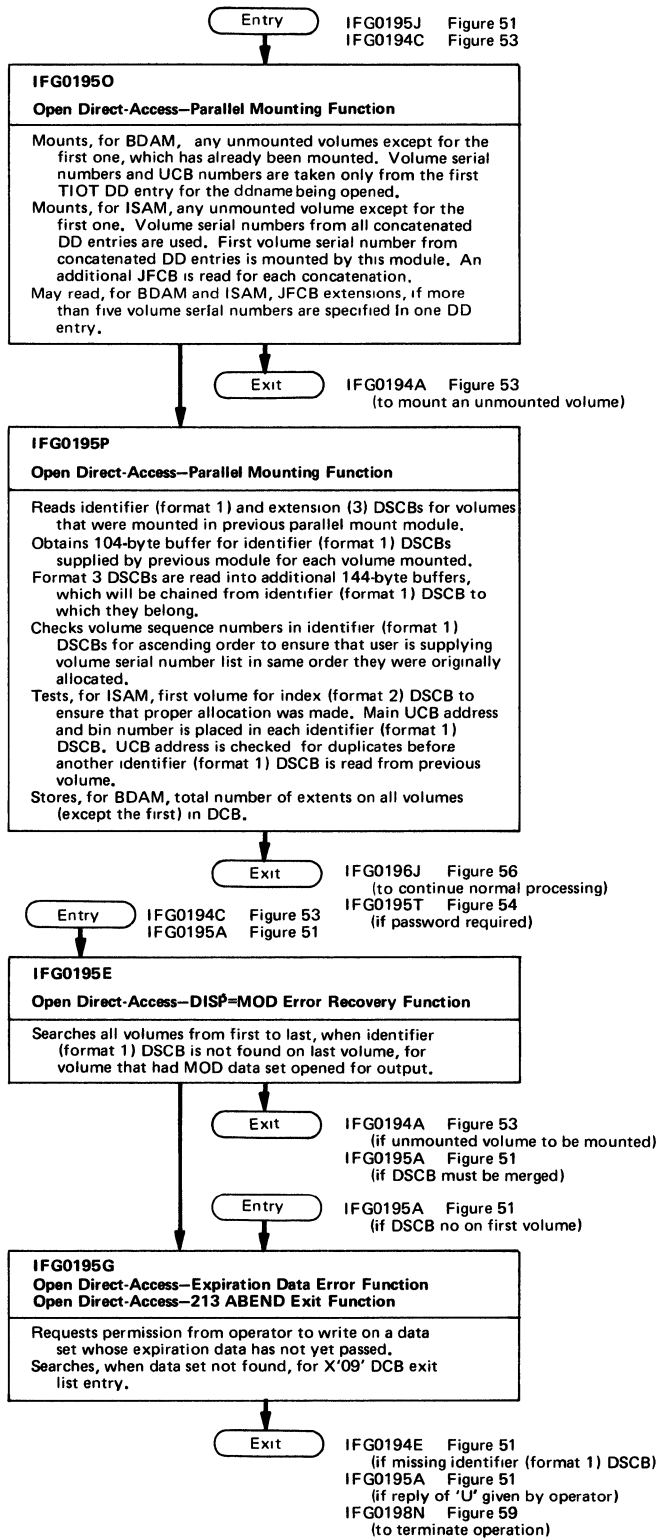 Entry
IFG0195J Figure 51
IFG0194C Figure 53
IFG0195O
Open Direct-Access—Parallel Mounting Function
Mounts, for BDAM, any unmounted volumes except for the
first one, which has already been mounted. Volume serial
numbers and UCB numbers are taken only from the first
TIOT DD entry for the ddname being opened.
Mounts, for ISAM, any unmounted volume except for the
first one. Volume serial numbers from all concatenated
DD entries are used. First volume serial number from
concatenated DD entries is mounted by this module. An
additional JFCB is read for each concatenation.
May read, for BDAM and ISAM, JFCB extensions, if more
than five volume serial numbers are specified in one DD
entry.
Exit
IFG0194A Figure 53
(to mount an unmounted volume)
IFG0195P
Open Direct-Access—Parallel Mounting Function
Reads identifier (format 1) and extension (3) DSCBs for volumes
that were mounted in previous parallel mount module.
Obtains 104-byte buffer for identifier (format 1) DSCBs
supplied by previous module for each volume mounted.
Format 3 DSCBs are read into additional 144-byte buffers,
which will be chained from identifier (format 1) DSCB to
which they belong.
Checks volume sequence numbers in identifier (format 1)
DSCBs for ascending order to ensure that user is supplying
volume serial number list in same order they were originally
allocated.
Tests, for ISAM, first volume for index (format 2) DSCB to
ensure that proper allocation was made. Main UCB address
and bin number is placed in each identifier (format 1)
DSCB. UCB address is checked for duplicates before
another identifier (format 1) DSCB is read from previous
volume.
Stores, for BDAM, total number of extents on all volumes
(except the first) in DCB.
Exit
IFG0196J Figure 56
(to continue normal processing)
IFG0195T Figure 54
(if password required)
Entry
IFG0194C Figure 53
IFG0195A Figure 51
IFG0195E
Open Direct-Access—DISP=MOD Error Recovery Function
Searches all volumes from first to last, when identifier
(format 1) DSCB is not found on last volume, for
volume that had MOD data set opened for output.
Exit
IFG0194A Figure 53
(if unmounted volume to be mounted)
IFG0195A Figure 51
(if DSCB must be merged)
Entry
IFG0195A Figure 51
(if DSCB no on first volume)
IFG0195G
Open Direct-Access—Expiration Data Error Function
Open Direct-Access—213 ABEND Exit Function
Requests permission from operator to write on a data
set whose expiration data has not yet passed.
Searches, when data set not found, for X'09' DCB exit
list entry.
Exit
IFG0194E Figure 51
(if missing identifier (format 1) DSCB)
IFG0195A Figure 51
(if reply of 'U' given by operator)
IFG0198N Figure 59
(to terminate operation)